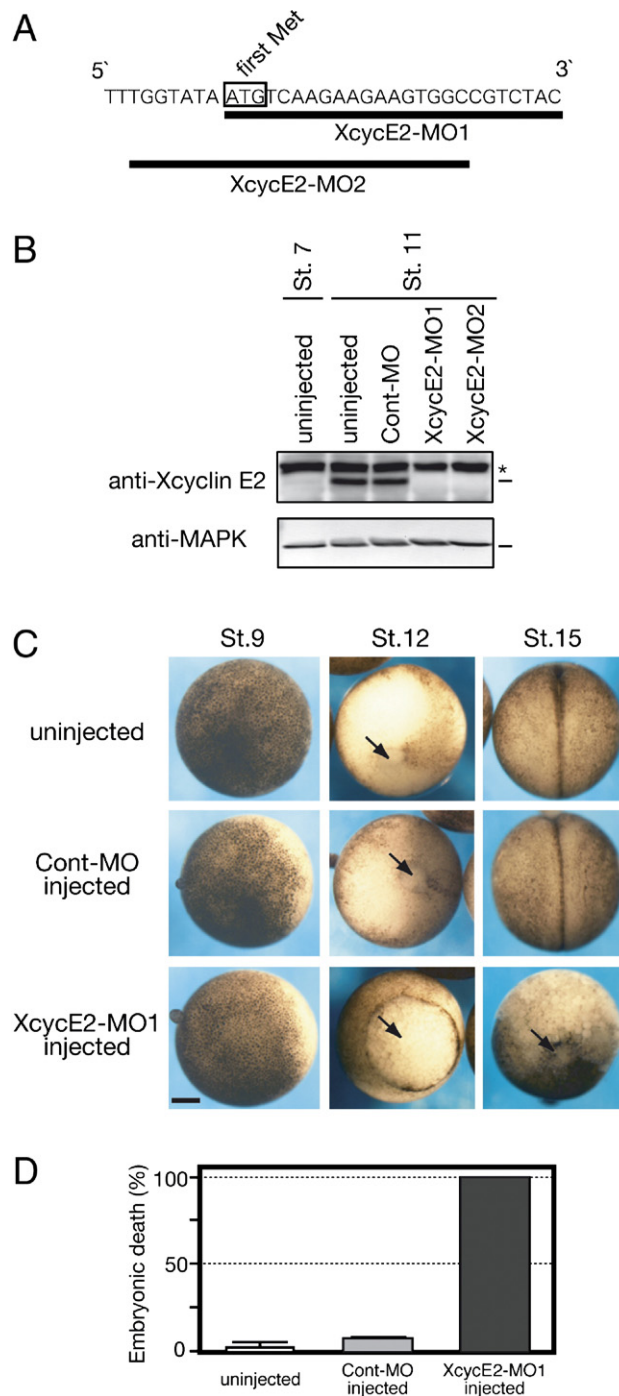 A
first Met
5` 3`
TTTGGTATA ATGTCAAGAAGAAGTGGCCGTCTAC
XcycE2-MO1
XcycE2-MO2
B
St. 7 St. 11
uninjected uninjected Cont-MO XcycE2-MO1 XcycE2-MO2
anti-Xcyclin E2 *
anti-MAPK
C
St.9 St.12 St.15
uninjected
Cont-MO
injected
XcycE2-MO1
injected
D
Embryonic death (%)
100
50
0
uninjected Cont-MO XcycE2-MO1
injected injected